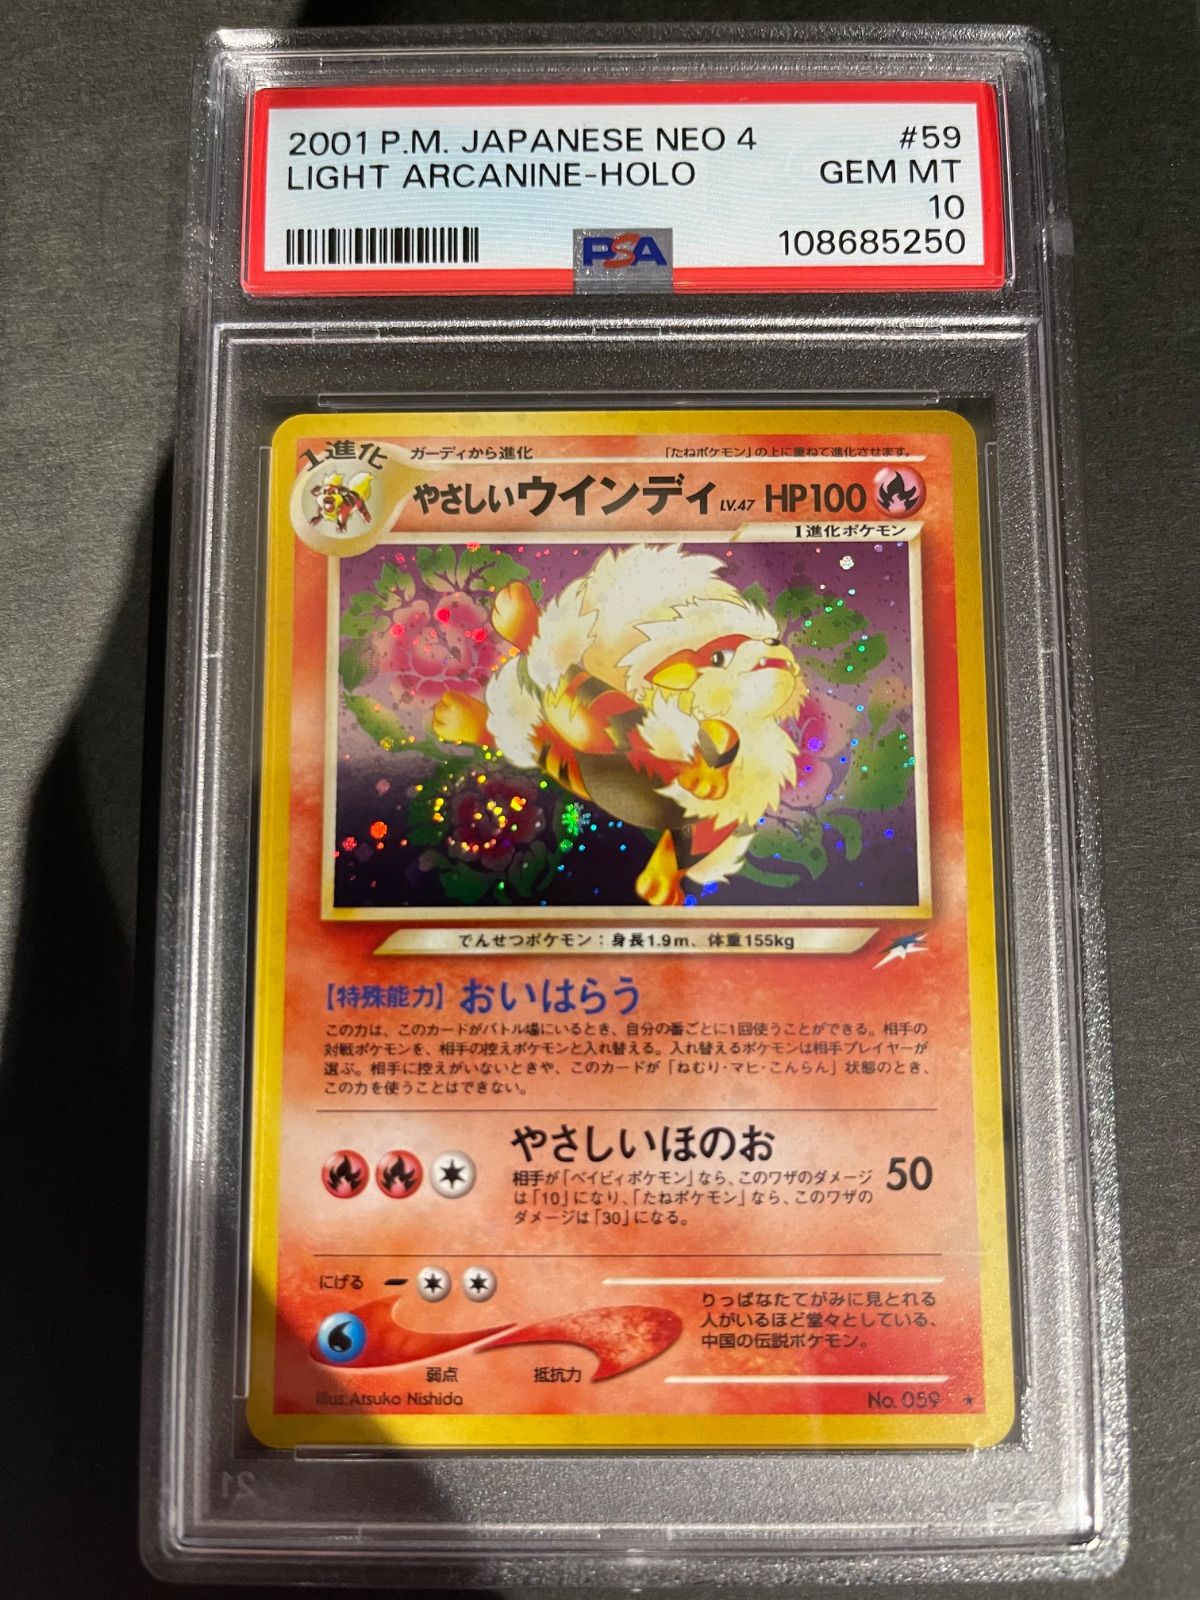 2001 P.M. JAPANESE NEO 4 #59
LIGHT ARCANINE-HOLO GEM MT
10
PSA 108685250
1進化
ガーディから進化 「たねポケモン」の上に重ねて進化させます。
やさしいウインディ LV.47 HP100
1進化ポケモン
でんせつポケモン：身長1.9m、体重155kg
【特殊能力】おいはらう
この力は、このカードがバトル場にいるとき、自分の番ごとに1回使うことができる。相手の
対戦ポケモンを、相手の控えポケモンと入れ替える。入れ替えるポケモンは相手プレイヤーが
選ぶ。相手に控えがいないときや、このカードが「ねむり・マヒ・こんらん」状態のとき、
この力を使うことはできない。
やさしいほのお 50
相手が「ベイビィポケモン」なら、このワザのダメージ
は「10」になり、「たねポケモン」なら、このワザの
ダメージは「30」になる。
にげる
りっぱなたてがみに見とれる
人がいるほど堂々としている、
中国の伝説ポケモン。
弱点 抵抗力
Illus.Atsuko Nishida No. 059 ★